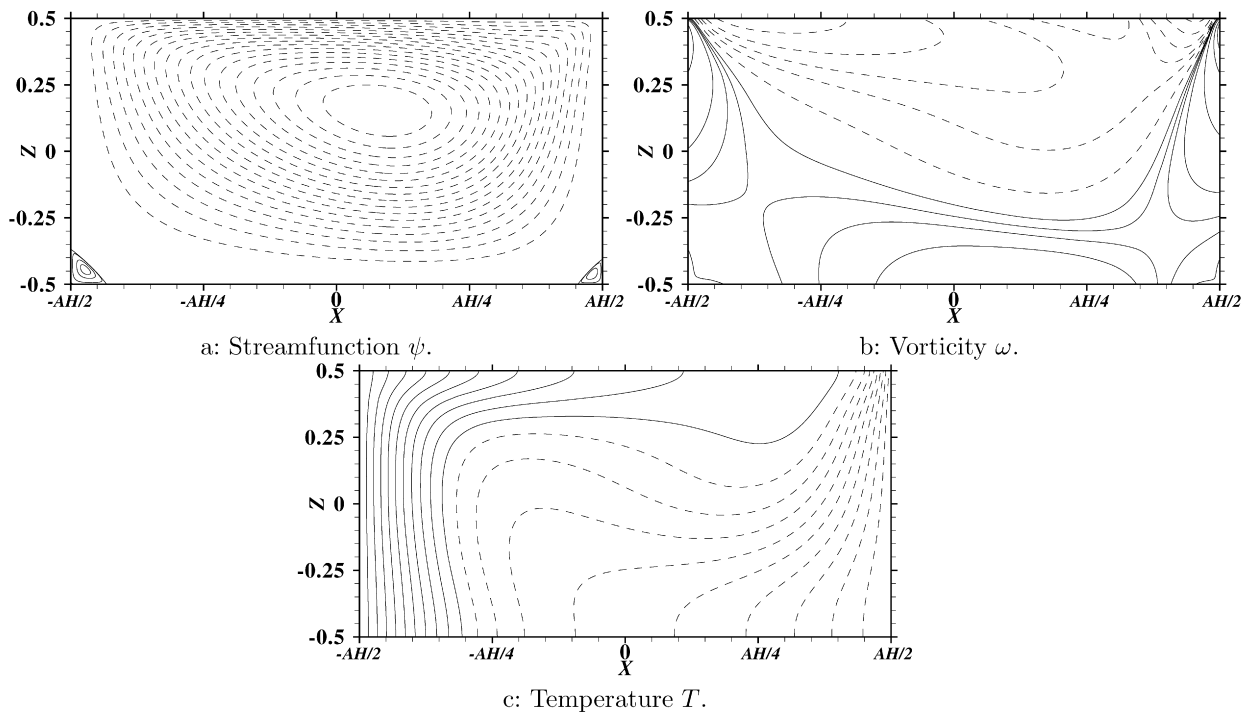 0.5
0.25
Z 0
-0.25
-0.5
-AH/2 -AH/4 0 AH/4 AH/2
X
a: Streamfunction ψ.
0.5
0.25
Z 0
-0.25
-0.5
-AH/2 -AH/4 0 AH/4 AH/2
X
b: Vorticity ω.
0.5
0.25
Z 0
-0.25
-0.5
-AH/2 -AH/4 0 AH/4 AH/2
X
c: Temperature T.